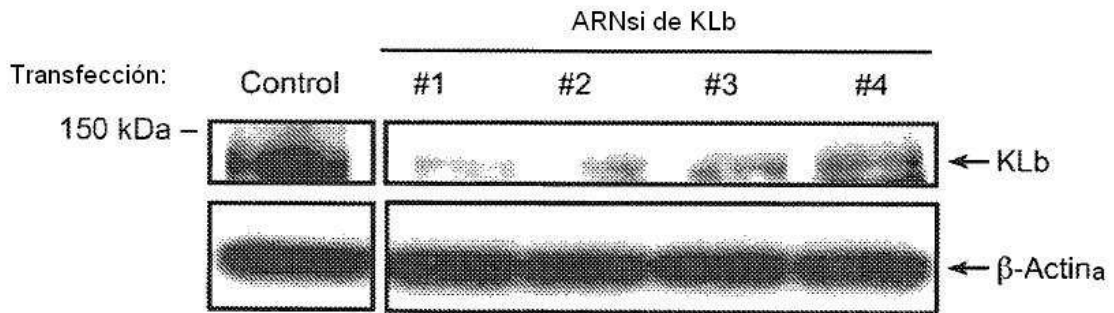 ARNsi de KLb
Transfección:
Control #1 #2 #3 #4
150 kDa –
KLb
β-Actina